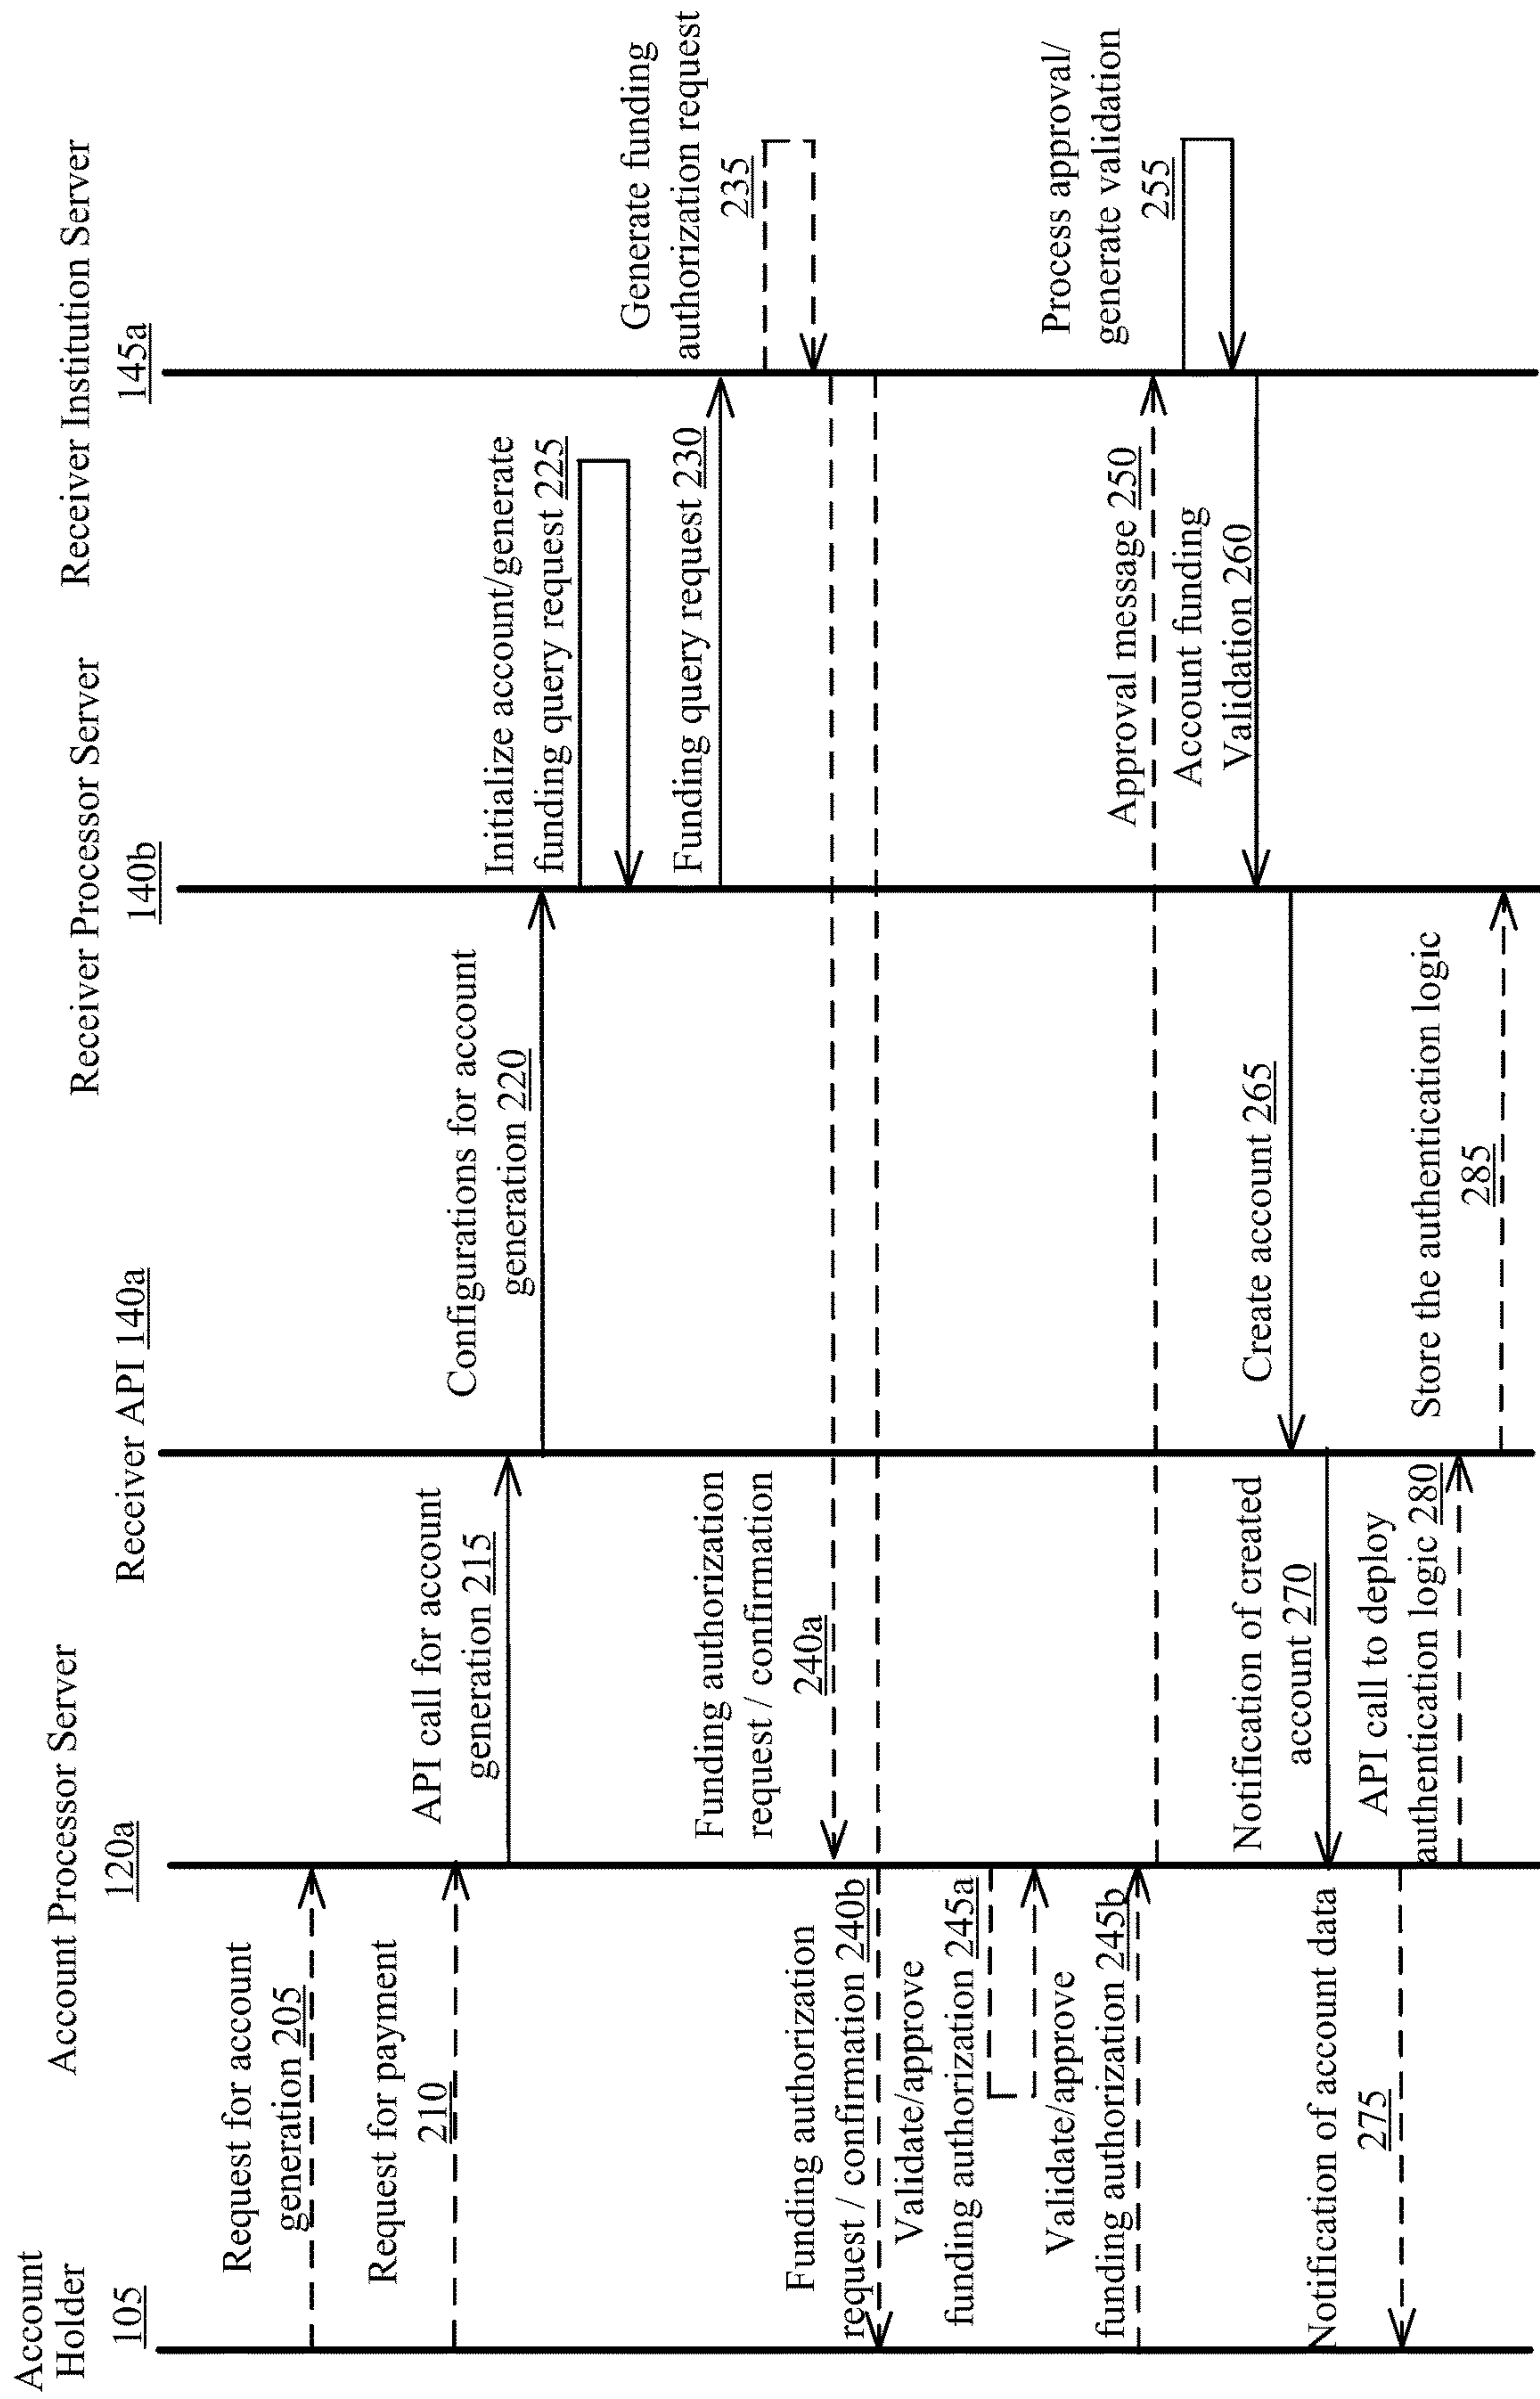 Account
Holder
105
Account Processor Server
120a
Receiver API 140a
Receiver Processor Server
140b
Receiver Institution Server
145a
Request for account
generation 205
Request for payment
210
API call for account
generation 215
Configurations for account
generation 220
Initialize account/generate
funding query request 225
Funding query request 230
Generate funding
authorization request
235
Funding authorization
request / confirmation
240a
Funding authorization
request / confirmation 240b
Validate/approve
funding authorization 245a
Validate/approve
funding authorization 245b
Approval message 250
Process approval/
generate validation
255
Account funding
Validation 260
Create account 265
Notification of created
account 270
Notification of account data
275
API call to deploy
authentication logic 280
Store the authentication logic
285